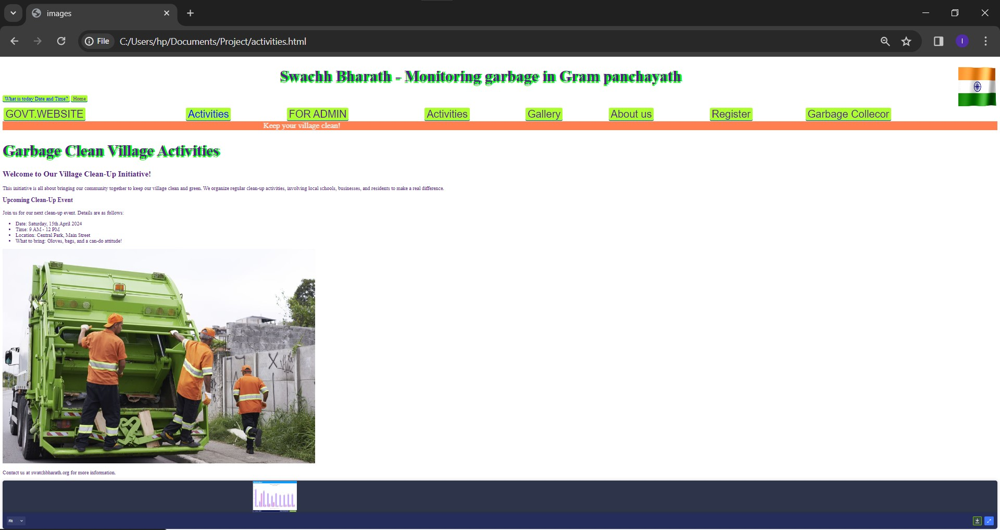 images
File C:/Users/hp/Documents/Project/activities.html
I
Swachh Bharath - Monitoring garbage in Gram panchayath
What is today Date and Time? Home
GOVT.WEBSITE Activities FOR ADMIN Activities Gallery About us Register Garbage Collecor
Keep your village clean!
Garbage Clean Village Activities
Welcome to Our Village Clean-Up Initiative!
This initiative is all about bringing our community together to keep our village clean and green. We organize regular clean-up activities, involving local schools, businesses, and residents to make a real difference.
Upcoming Clean-Up Event
Join us for our next clean-up event. Details are as follows:
Date: Saturday, 15th April 2024
Time: 9 AM - 12 PM
Location: Central Park, Main Street
What to bring: Gloves, bags, and a can-do attitude!
Contact us at swatchbharath.org for more information.
Fit